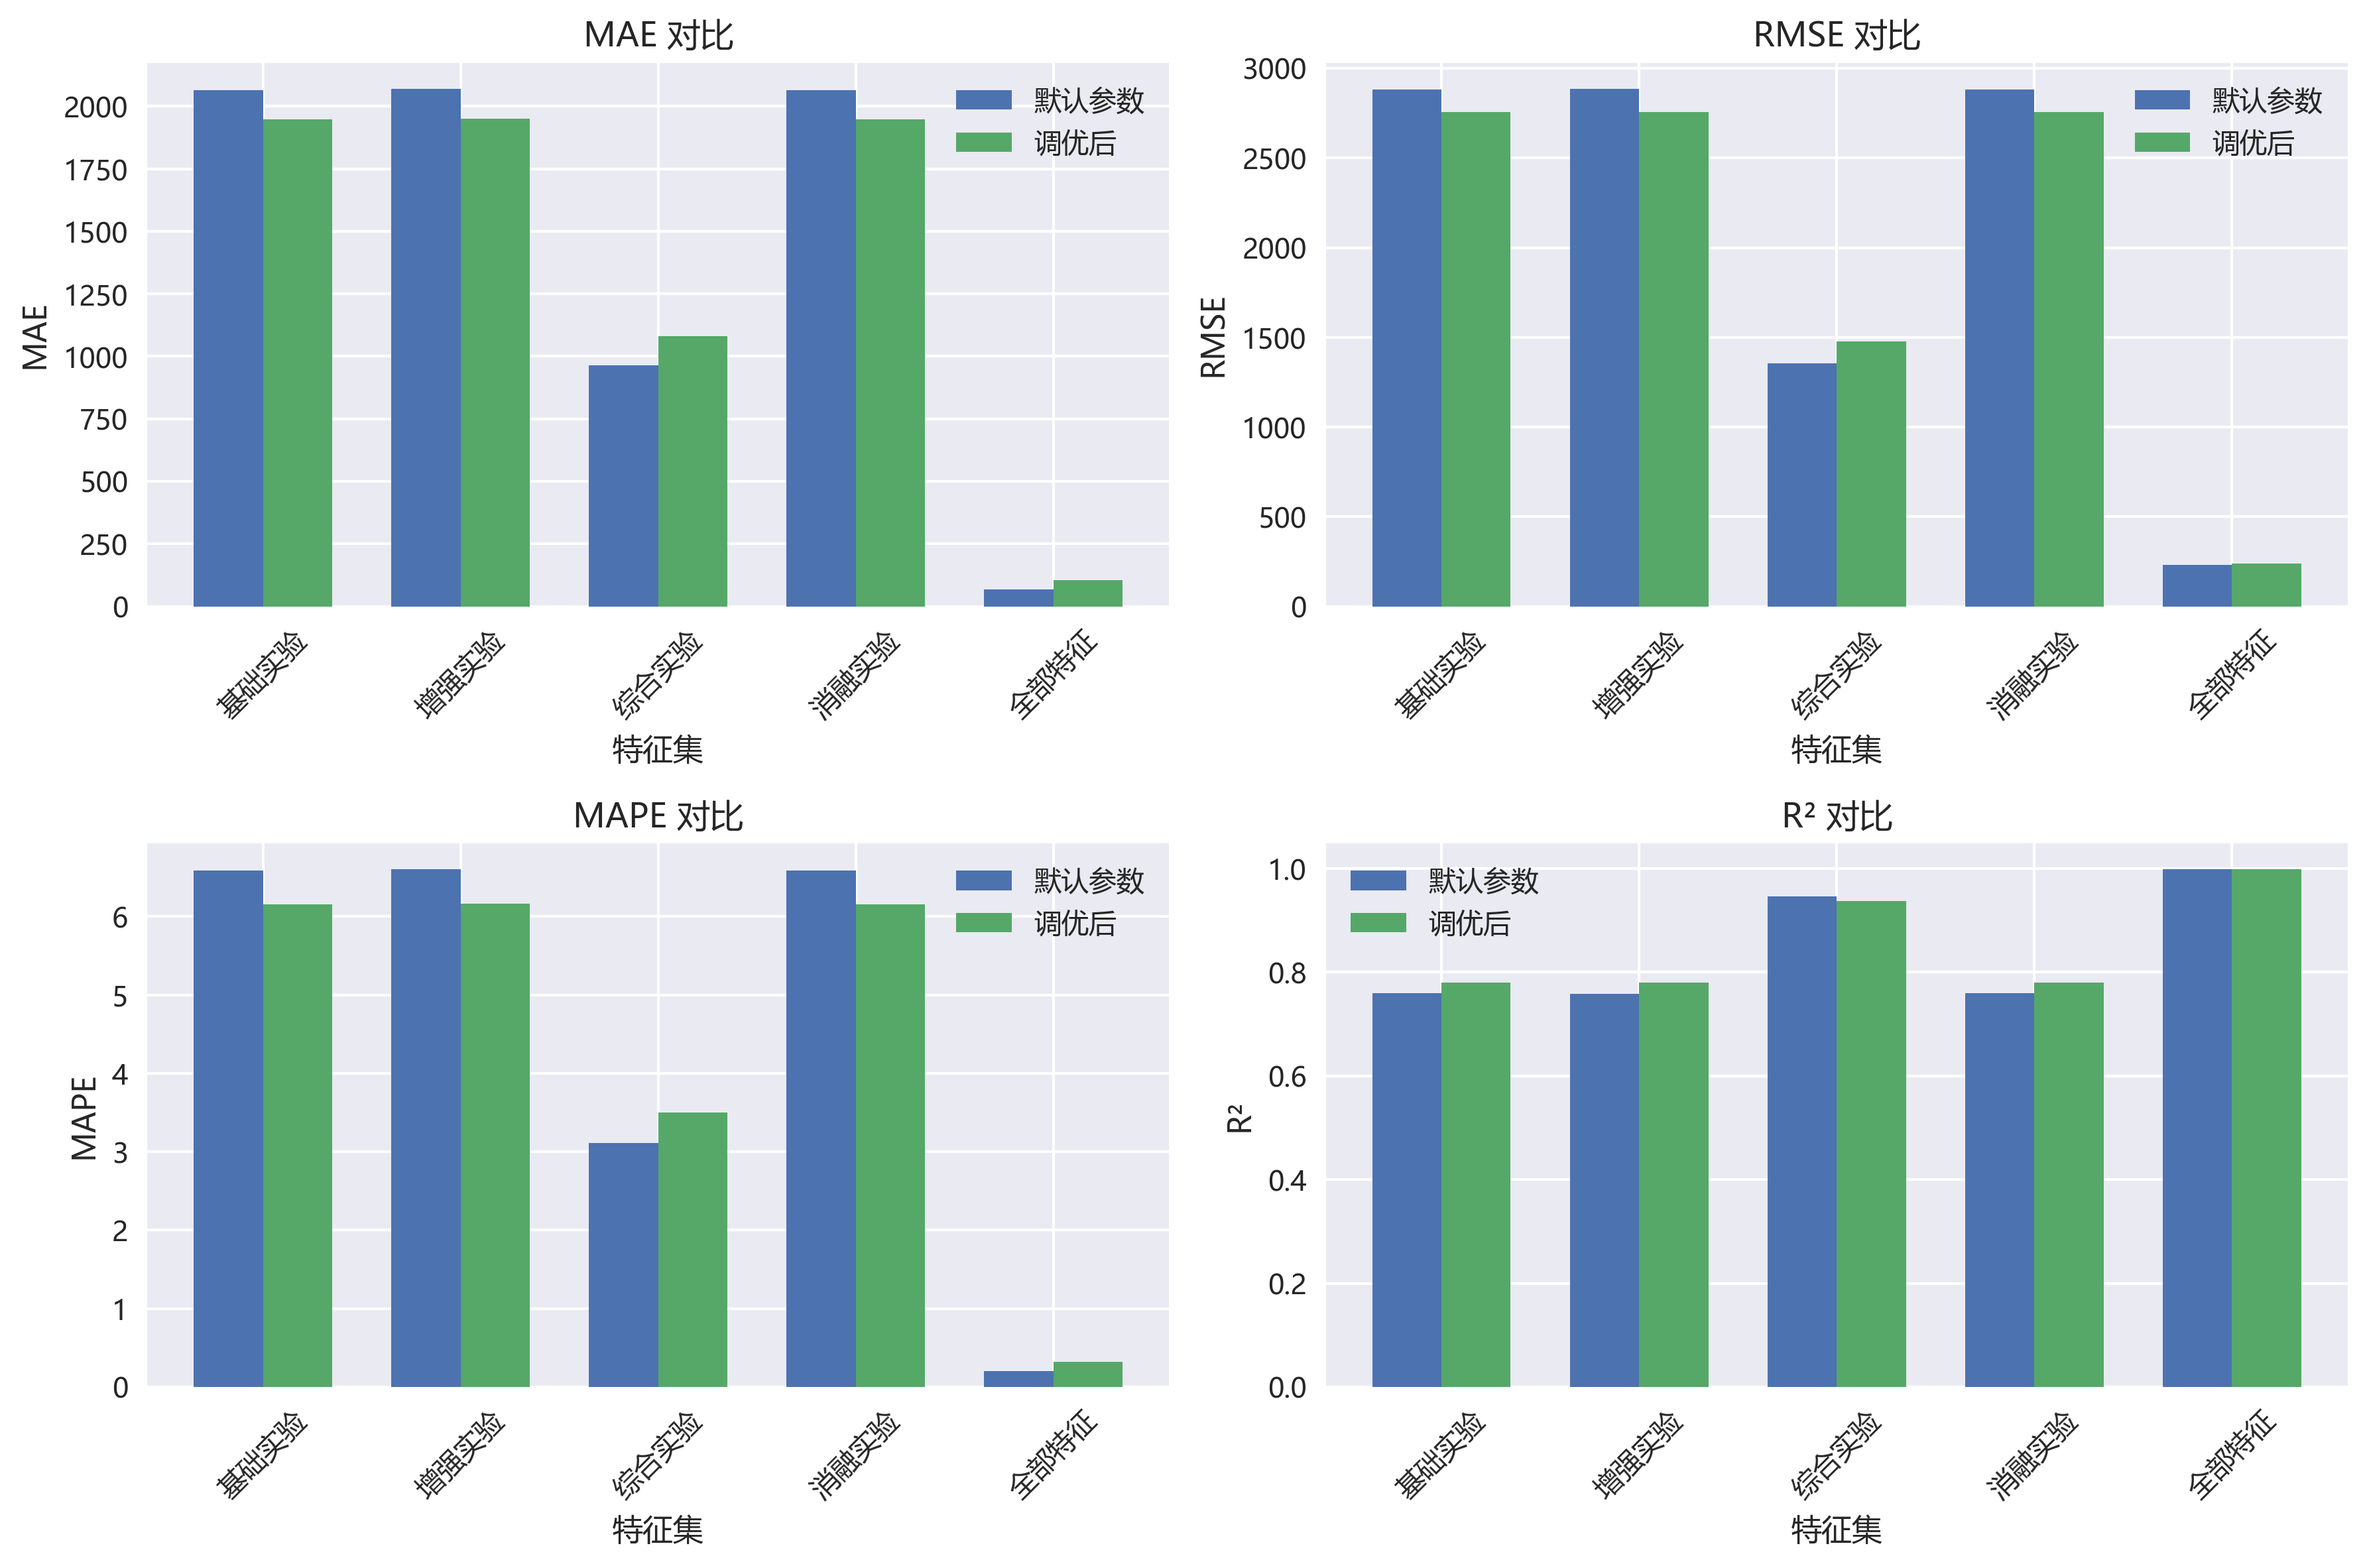 MAE 对比
MAE
2000
1750
1500
1250
1000
750
500
250
0
默认参数
调优后
基础实验
增强实验
综合实验
消融实验
全部特征
特征集
RMSE 对比
RMSE
3000
2500
2000
1500
1000
500
0
默认参数
调优后
基础实验
增强实验
综合实验
消融实验
全部特征
特征集
MAPE 对比
MAPE
6
5
4
3
2
1
0
默认参数
调优后
基础实验
增强实验
综合实验
消融实验
全部特征
特征集
R² 对比
R²
1.0
0.8
0.6
0.4
0.2
0.0
默认参数
调优后
基础实验
增强实验
综合实验
消融实验
全部特征
特征集